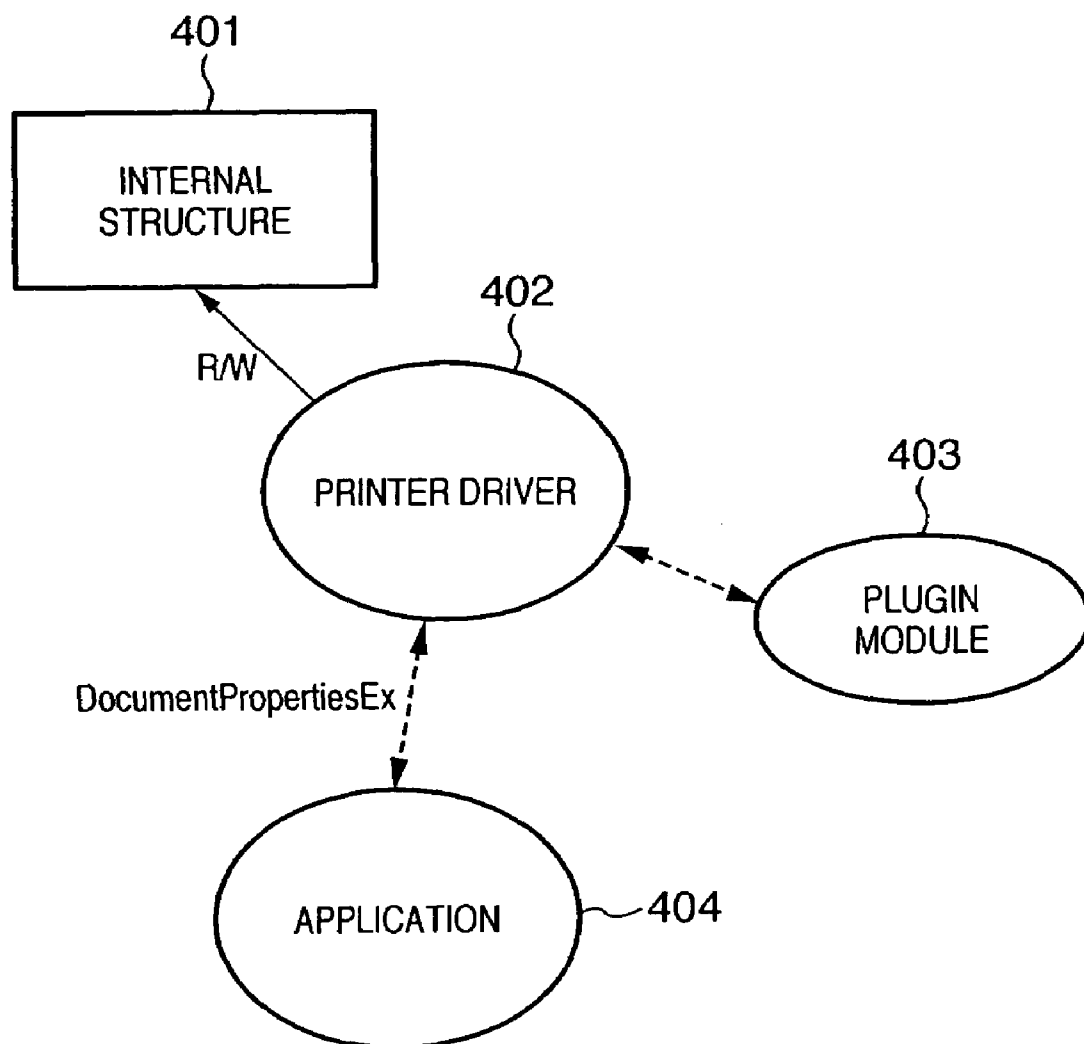 401
INTERNAL
STRUCTURE
402
R/W
PRINTER DRIVER
403
PLUGIN
MODULE
DocumentPropertiesEx
APPLICATION
404